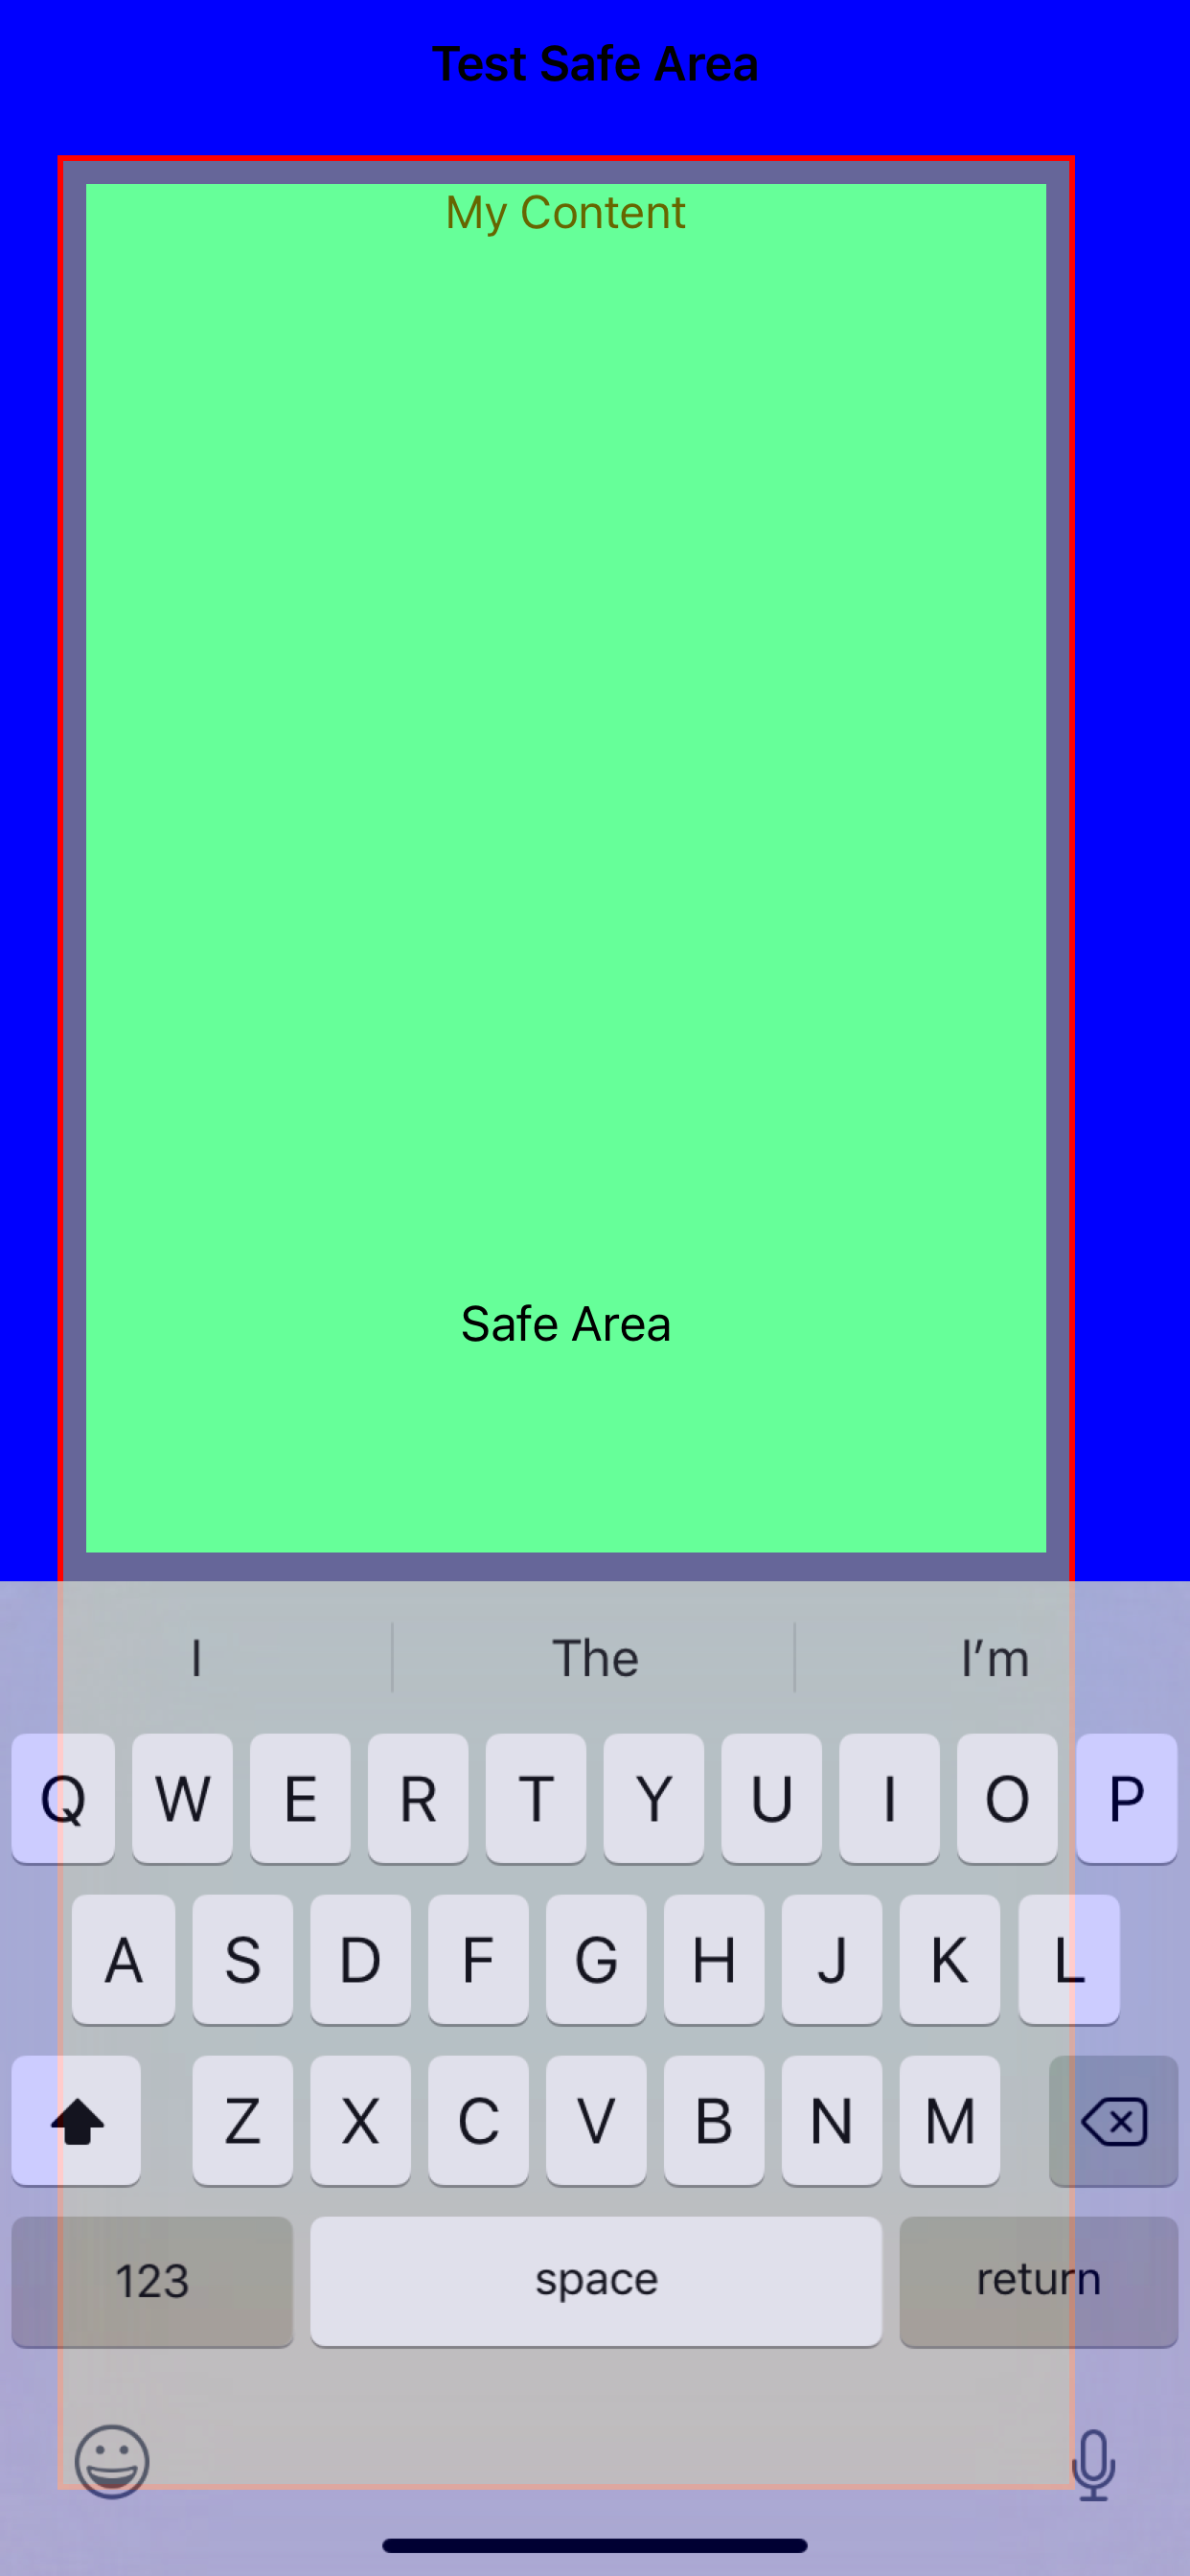 Test Safe Area
My Content
Safe Area
I The I’m
Q W E R T Y U I O P
A S D F G H J K L
Z X C V B N M
123 space return